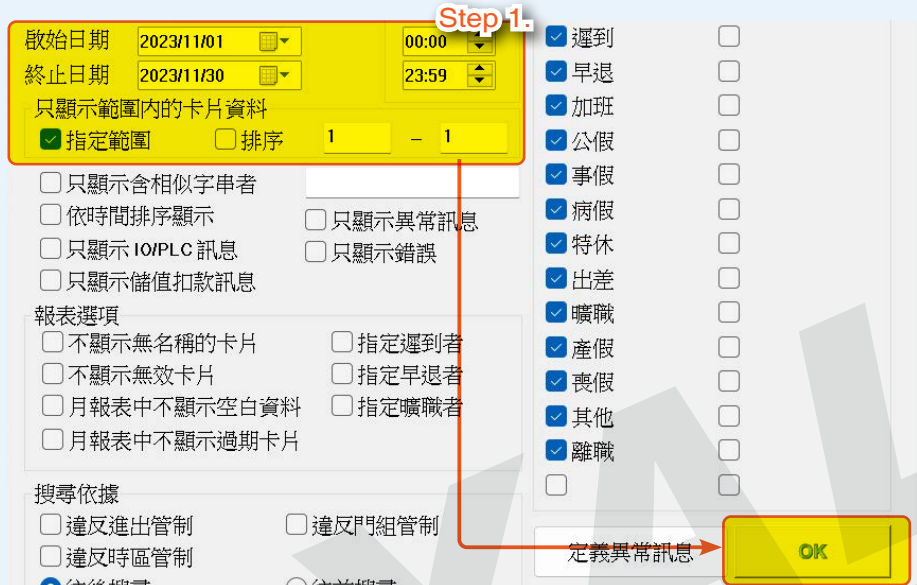 Step 1.
啟始日期 2023/11/01 00:00
終止日期 2023/11/30 23:59
只顯示範圍內的卡片資料
指定範圍 排序 1 – 1
只顯示含相似字串者
依時間排序顯示 只顯示異常訊息
只顯示 IO/PLC 訊息 只顯示錯誤
只顯示儲值扣款訊息
報表選項
不顯示無名稱的卡片 指定遲到者
不顯示無效卡片 指定早退者
月報表中不顯示空白資料 指定曠職者
月報表中不顯示過期卡片
搜尋依據
違反進出管制 違反門組管制
違反時區管制
往後搜尋 往前搜尋
遲到
早退
加班
公假
事假
病假
特休
出差
曠職
產假
喪假
其他
離職
定義異常訊息 OK